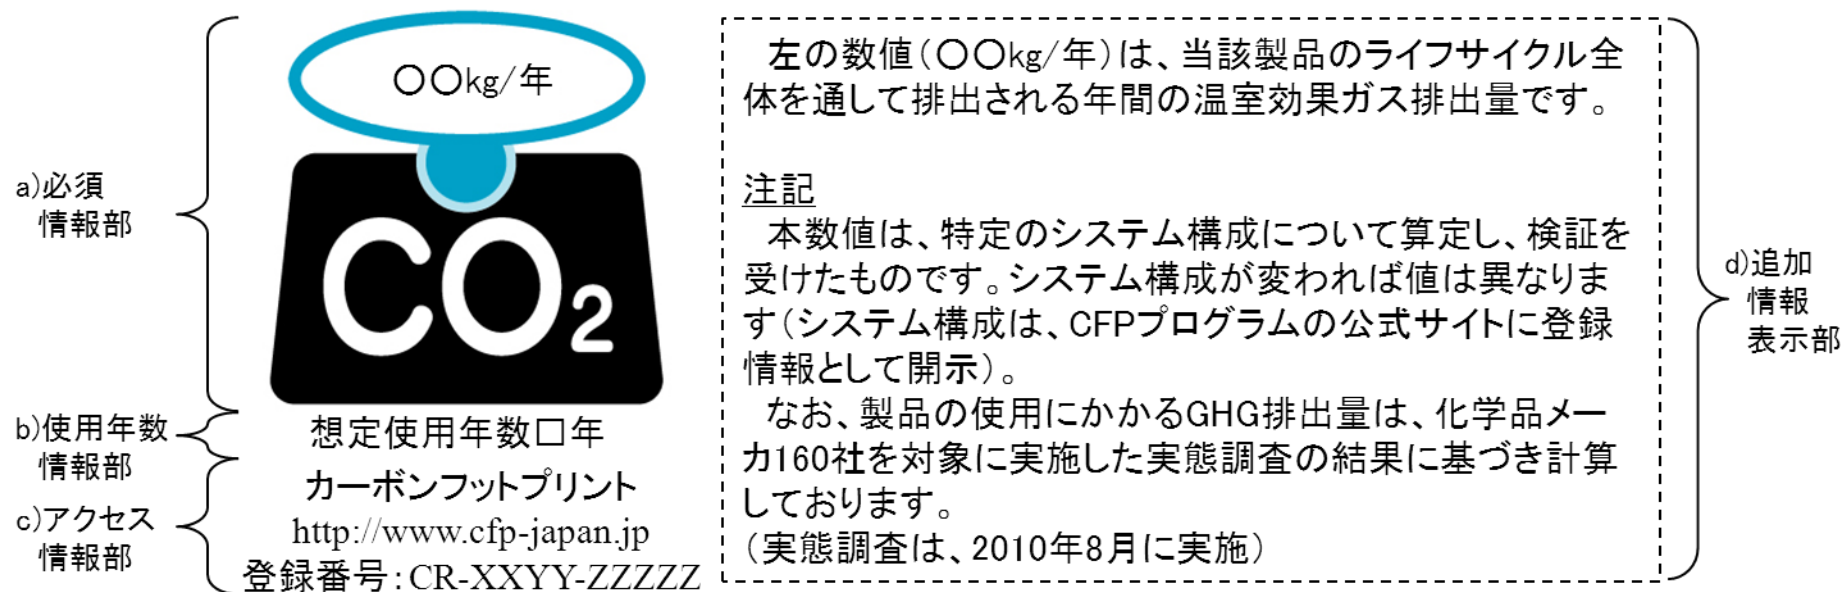 a)必須
情報部
b)使用年数
情報部
c)アクセス
情報部
〇〇kg/年
CO2
想定使用年数□年
カーボンフットプリント
http://www.cfp-japan.jp
登録番号：CR-XXYY-ZZZZZ
左の数値（〇〇kg/年）は、当該製品のライフサイクル全
体を通して排出される年間の温室効果ガス排出量です。
注記
本数値は、特定のシステム構成について算定し、検証を
受けたものです。システム構成が変われば値は異なりま
す（システム構成は、CFPプログラムの公式サイトに登録
情報として開示）。
なお、製品の使用にかかるGHG排出量は、化学品メー
カ160社を対象に実施した実態調査の結果に基づき計算
しております。
（実態調査は、2010年8月に実施）
d)追加
情報
表示部